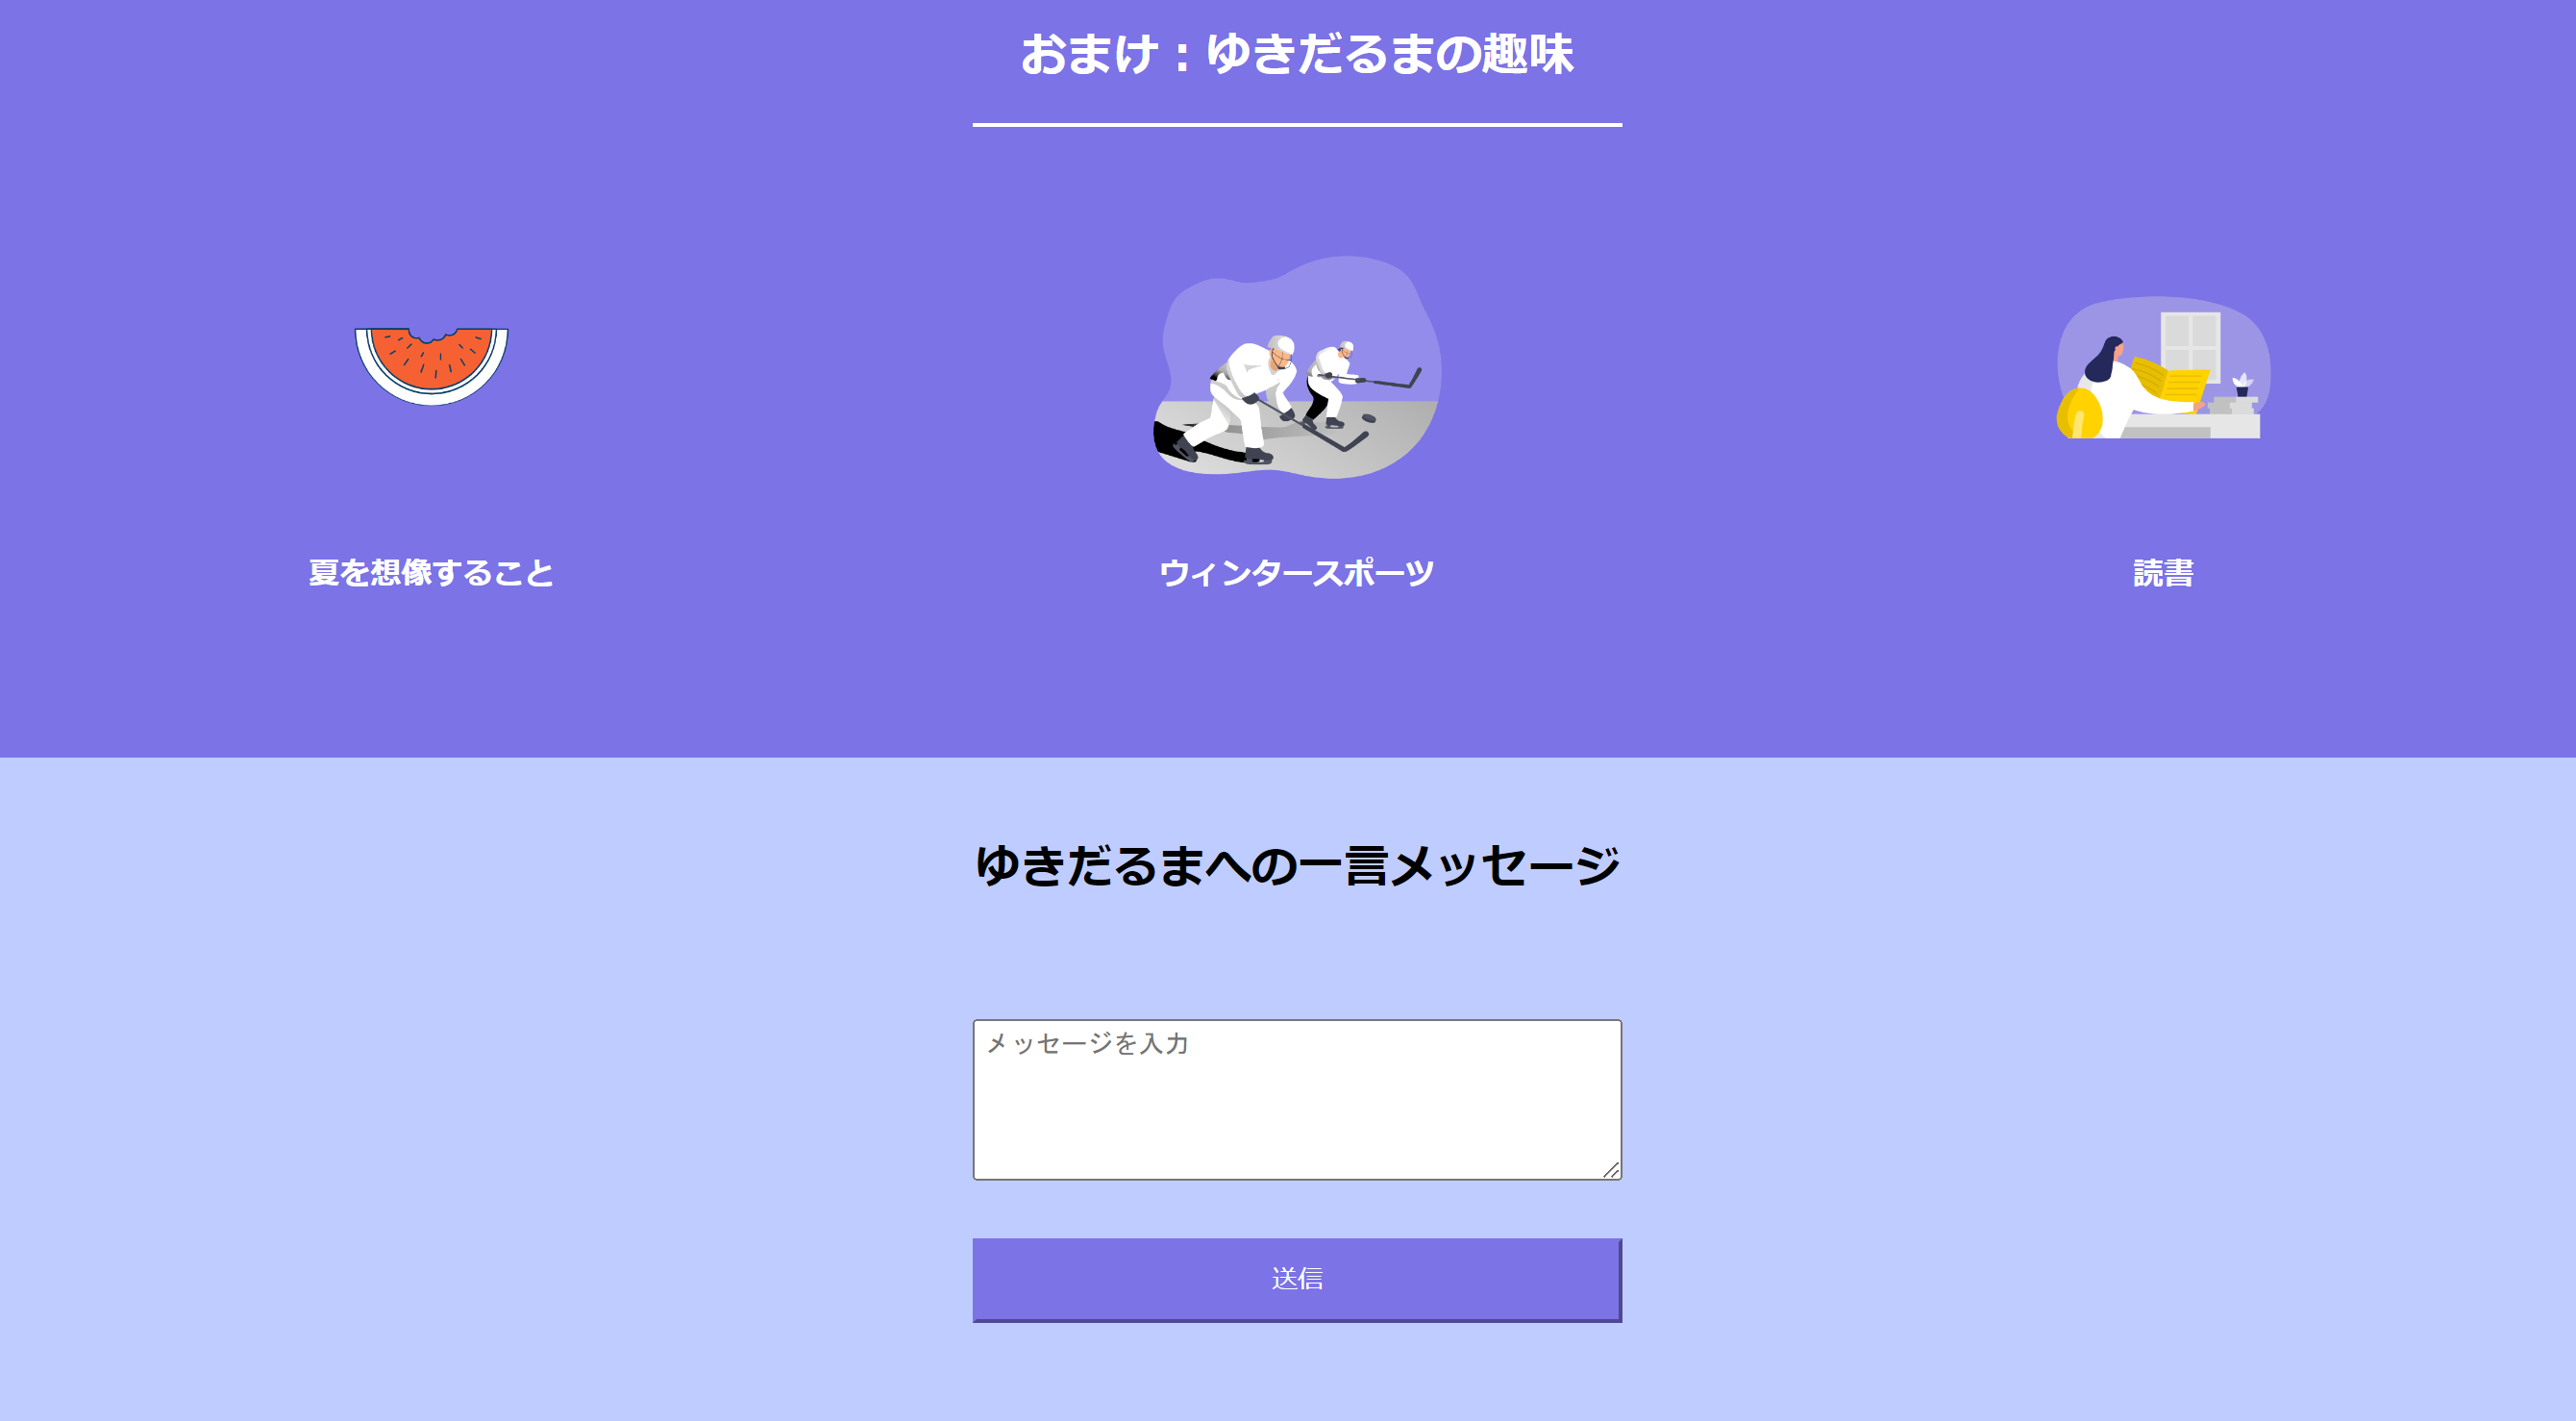 おまけ：ゆきだるまの趣味
夏を想像すること
ウィンタースポーツ
読書
ゆきだるまへの一言メッセージ
メッセージを入力
送信